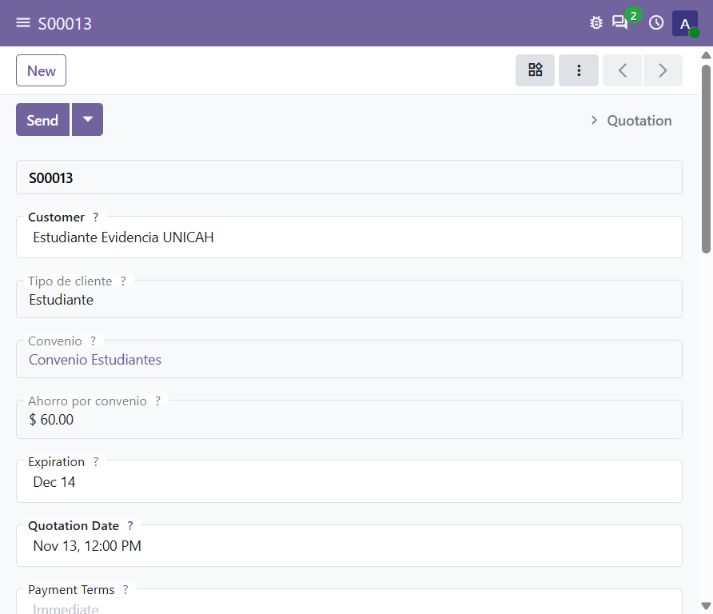 S00013
2
A
New
Send
Quotation
S00013
Customer ?
Estudiante Evidencia UNICAH
Tipo de cliente ?
Estudiante
Convenio ?
Convenio Estudiantes
Ahorro por convenio ?
$ 60.00
Expiration ?
Dec 14
Quotation Date ?
Nov 13, 12:00 PM
Payment Terms ?
Immediate